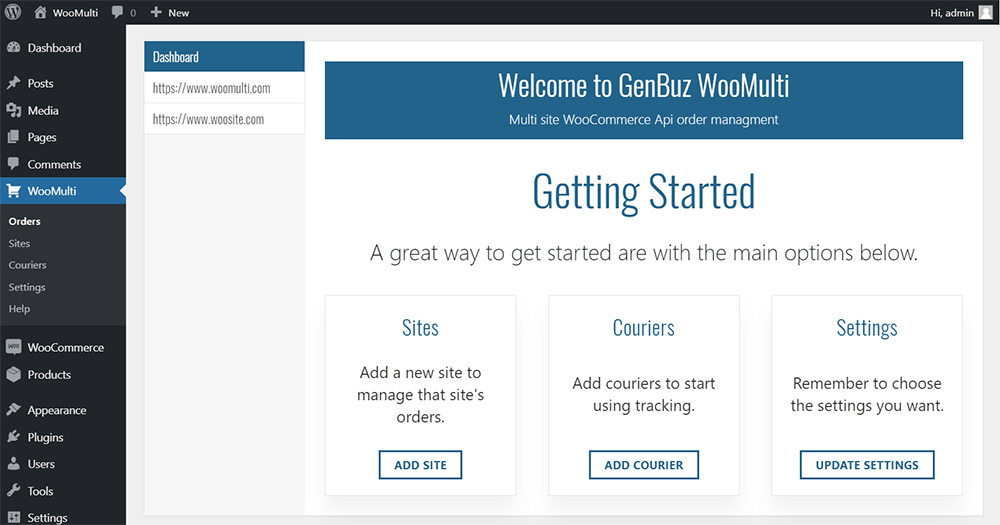 WooMulti 0 New Hi, admin
Dashboard
Posts
Media
Pages
Comments
WooMulti
Orders
Sites
Couriers
Settings
Help
WooCommerce
Products
Appearance
Plugins
Users
Tools
Settings
Dashboard
https://www.woomulti.com
https://www.woosite.com
Welcome to GenBuz WooMulti
Multi site WooCommerce Api order managment
Getting Started
A great way to get started are with the main options below.
Sites
Add a new site to
manage that site's
orders.
ADD SITE
Couriers
Add couriers to start
using tracking.
ADD COURIER
Settings
Remember to choose
the settings you want.
UPDATE SETTINGS